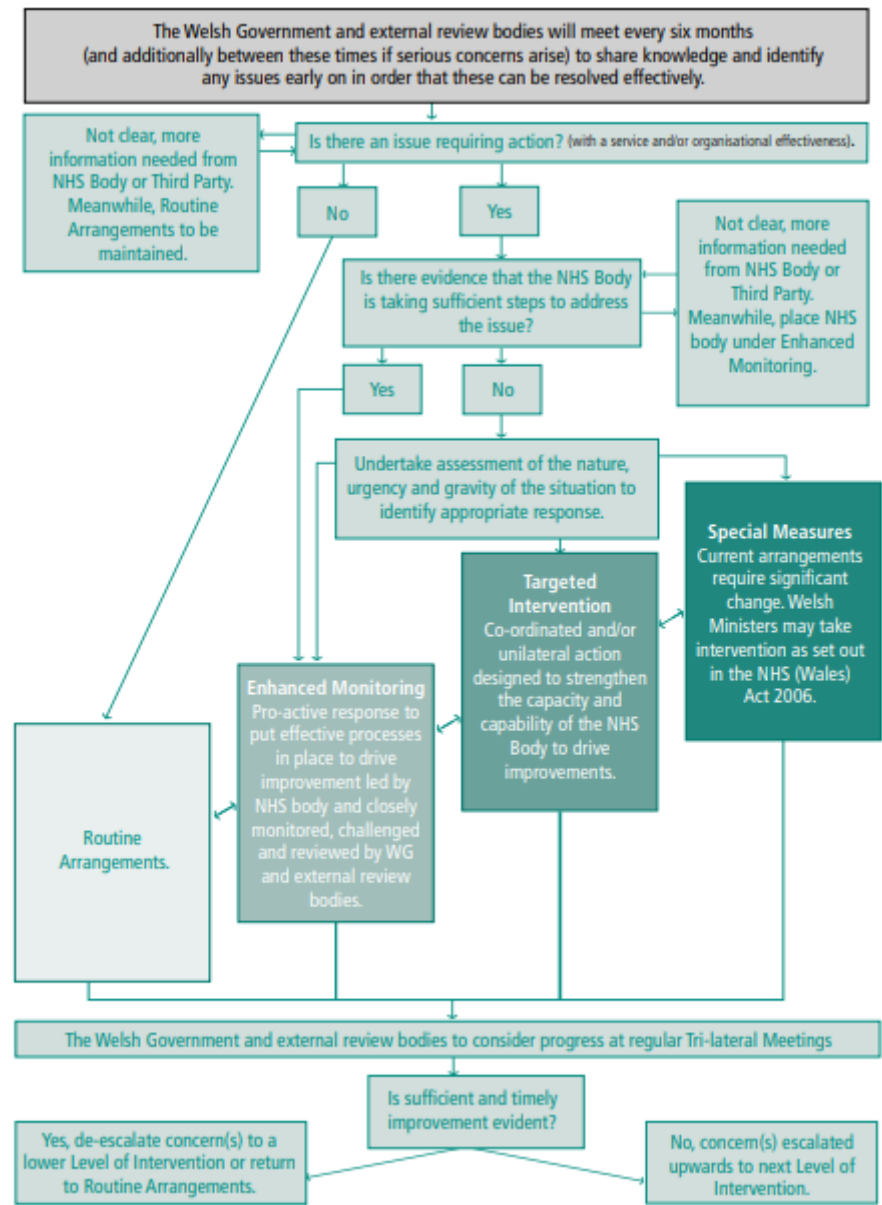 The Welsh Government and external review bodies will meet every six months
(and additionally between these times if serious concerns arise) to share knowledge and identify
any issues early on in order that these can be resolved effectively.
Not clear, more
information needed from
NHS Body or Third Party.
Meanwhile, Routine
Arrangements to be
maintained.
Is there an issue requiring action? (with a service and/or organisational effectiveness).
No
Yes
Is there evidence that the NHS Body
is taking sufficient steps to address
the issue?
Not clear, more
information needed
from NHS Body or
Third Party.
Meanwhile, place NHS
body under Enhanced
Monitoring.
Yes
No
Undertake assessment of the nature,
urgency and gravity of the situation to
identify appropriate response.
Special Measures
Current arrangements
require significant
change. Welsh
Ministers may take
intervention as set out
in the NHS (Wales)
Act 2006.
Targeted
Intervention
Co-ordinated and/or
unilateral action
designed to strengthen
the capacity and
capability of the NHS
Body to drive
improvements.
Enhanced Monitoring
Pro-active response to
put effective processes
in place to drive
improvement led by
NHS body and closely
monitored, challenged
and reviewed by WG
and external review
bodies.
Routine
Arrangements.
The Welsh Government and external review bodies to consider progress at regular Tri-lateral Meetings
Is sufficient and timely
improvement evident?
Yes, de-escalate concern(s) to a
lower Level of Intervention or return
to Routine Arrangements.
No, concern(s) escalated
upwards to next Level of
Intervention.